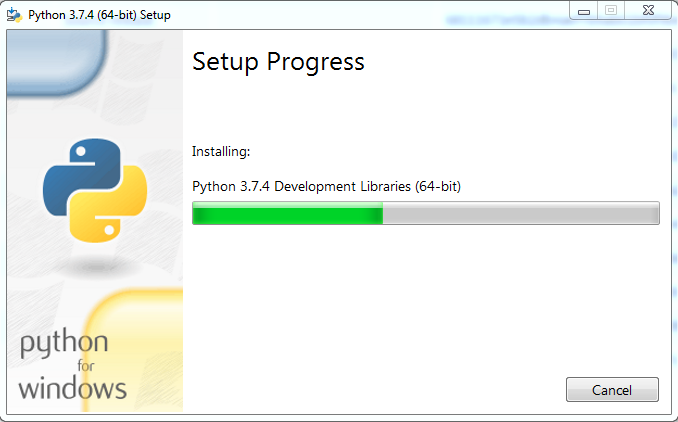 Python 3.7.4 (64-bit) Setup
Setup Progress
Installing:
Python 3.7.4 Development Libraries (64-bit)
python
for
windows
Cancel